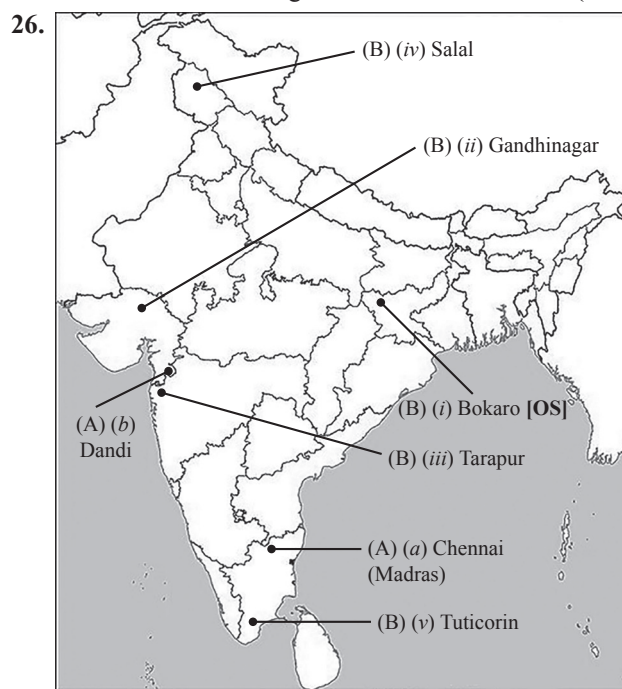 26.
(B) (iv) Salal
(B) (ii) Gandhinagar
(A) (b)
Dandi
(B) (i) Bokaro [OS]
(B) (iii) Tarapur
(A) (a) Chennai
(Madras)
(B) (v) Tuticorin